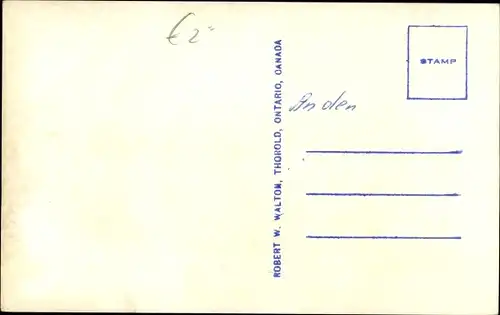 € 2=
STAMP
An den
ROBERT W. WALTON, THOROLD, ONTARIO, CANADA